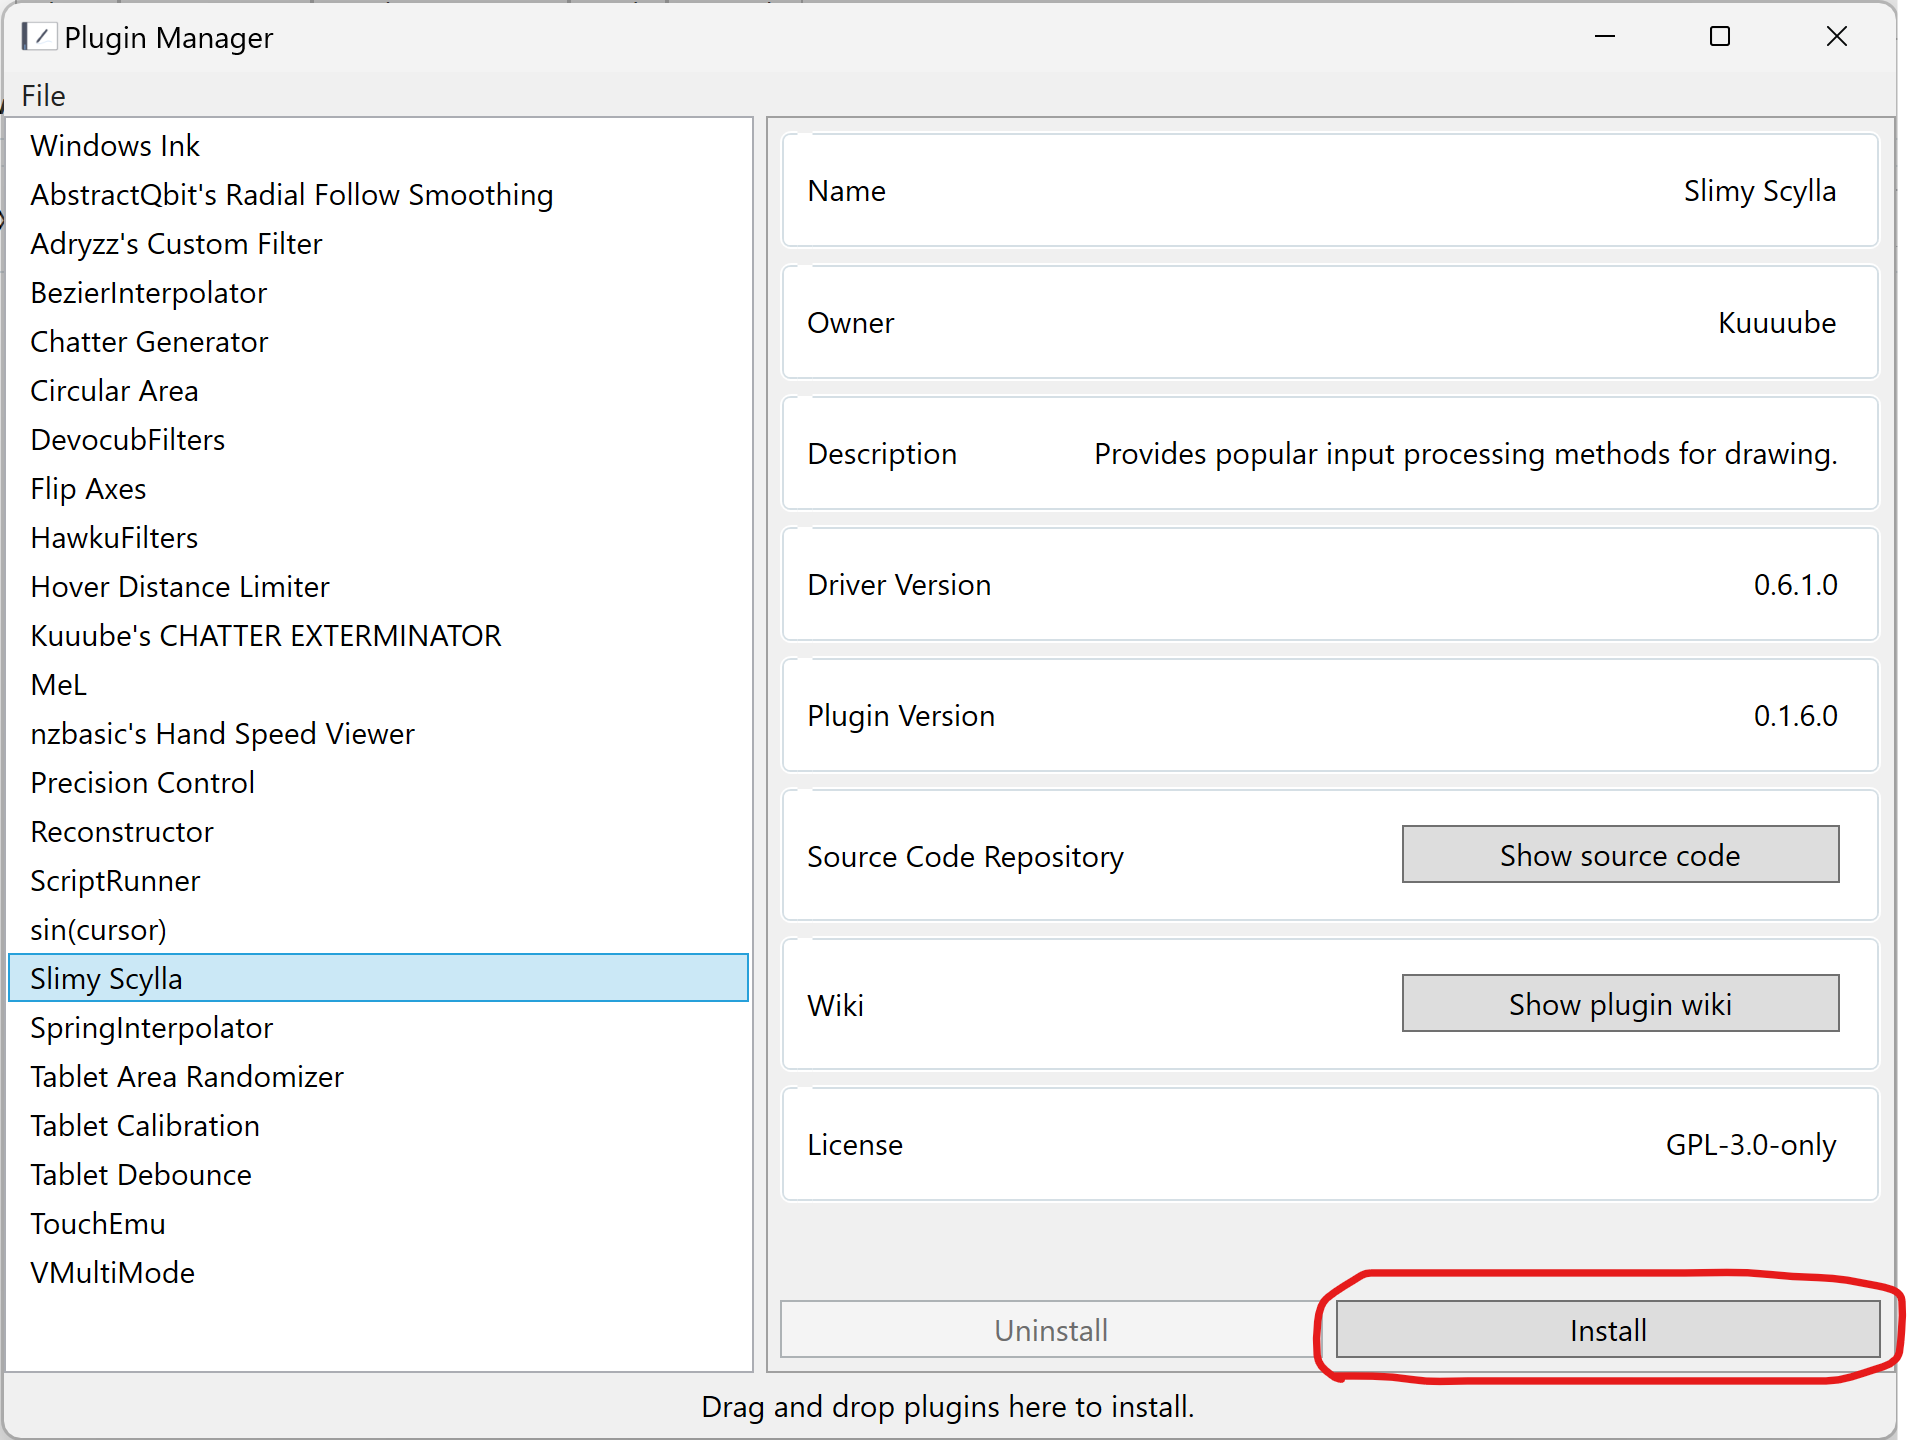 Plugin Manager
File
Windows Ink
AbstractQbit's Radial Follow Smoothing
Adryzz's Custom Filter
BezierInterpolator
Chatter Generator
Circular Area
DevocubFilters
Flip Axes
HawkuFilters
Hover Distance Limiter
Kuuube's CHATTER EXTERMINATOR
MeL
nzbasic's Hand Speed Viewer
Precision Control
Reconstructor
ScriptRunner
sin(cursor)
Slimy Scylla
SpringInterpolator
Tablet Area Randomizer
Tablet Calibration
Tablet Debounce
TouchEmu
VMultiMode
Name Slimy Scylla
Owner Kuuuube
Description Provides popular input processing methods for drawing.
Driver Version 0.6.1.0
Plugin Version 0.1.6.0
Source Code Repository Show source code
Wiki Show plugin wiki
License GPL-3.0-only
Uninstall Install
Drag and drop plugins here to install.